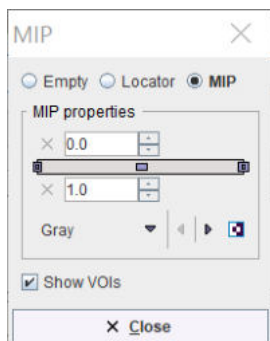 MIP
Empty Locator MIP
MIP properties
0.0
1.0
Gray
Show VOIs
Close